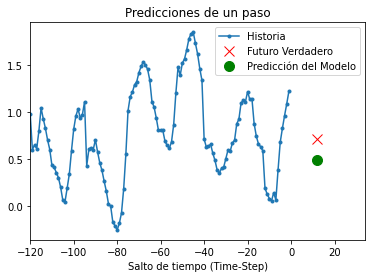 Predicciones de un paso
Historia
Futuro Verdadero
Predicción del Modelo
1.5
1.0
0.5
0.0
−120 −100 −80 −60 −40 −20 0 20
Salto de tiempo (Time-Step)